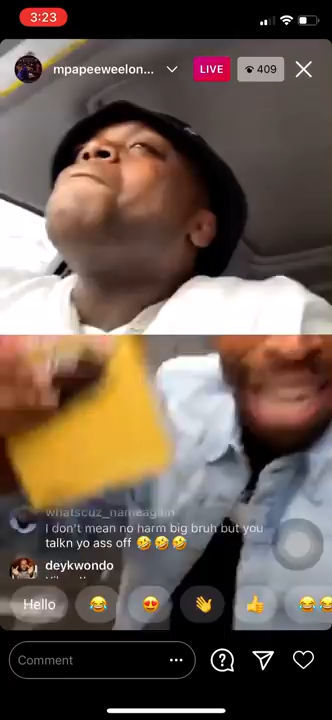 3:23
mpapeeweelon...
LIVE
409
whatscuz_nameagain
I don't mean no harm big bruh but you
talkn yo ass off 🤣🤣🤣
deykwondo
Hello
Comment